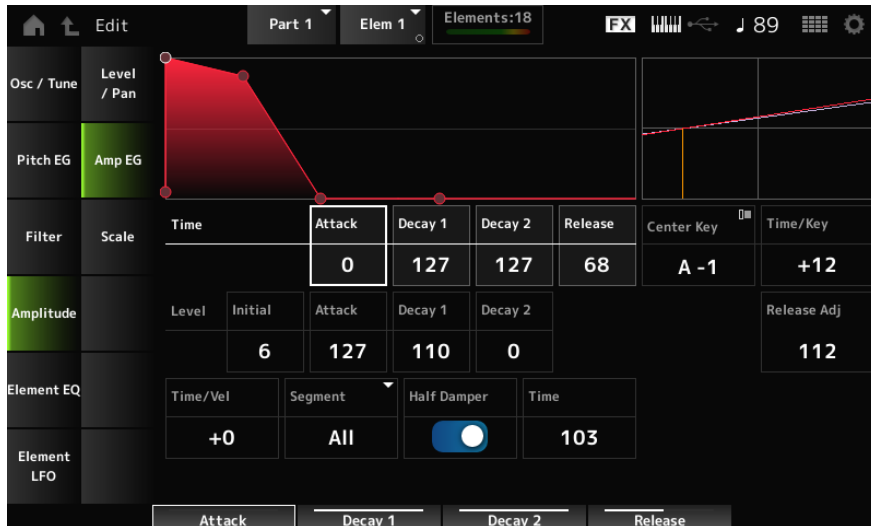 Edit
Part 1
Elem 1
Elements:18
FX
♩ 89
Osc / Tune
Level
/ Pan
Pitch EG
Amp EG
Filter
Scale
Amplitude
Element EQ
Element
LFO
Time
Attack
Decay 1
Decay 2
Release
Center Key
Time/Key
0
127
127
68
A -1
+12
Level
Initial
Attack
Decay 1
Decay 2
Release Adj
6
127
110
0
112
Time/Vel
Segment
Half Damper
Time
+0
All
103
Attack
Decay 1
Decay 2
Release